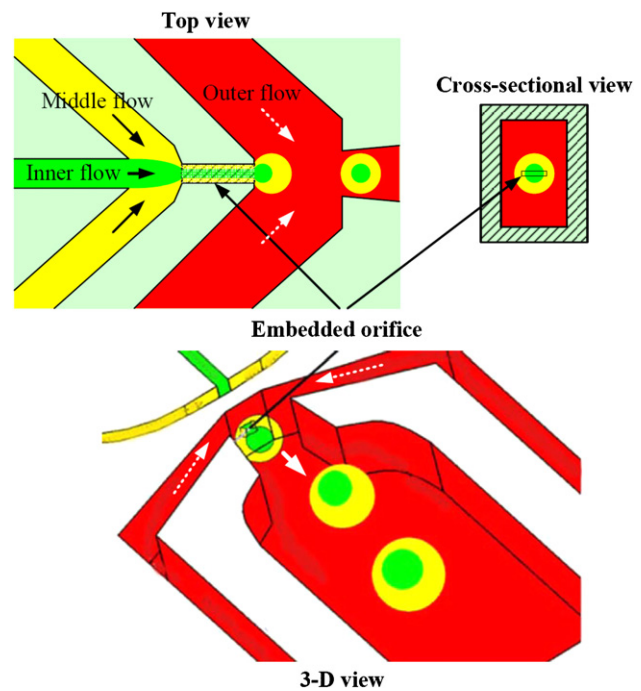 Top view
Cross-sectional view
Middle flow
Outer flow
Inner flow
Embedded orifice
3-D view